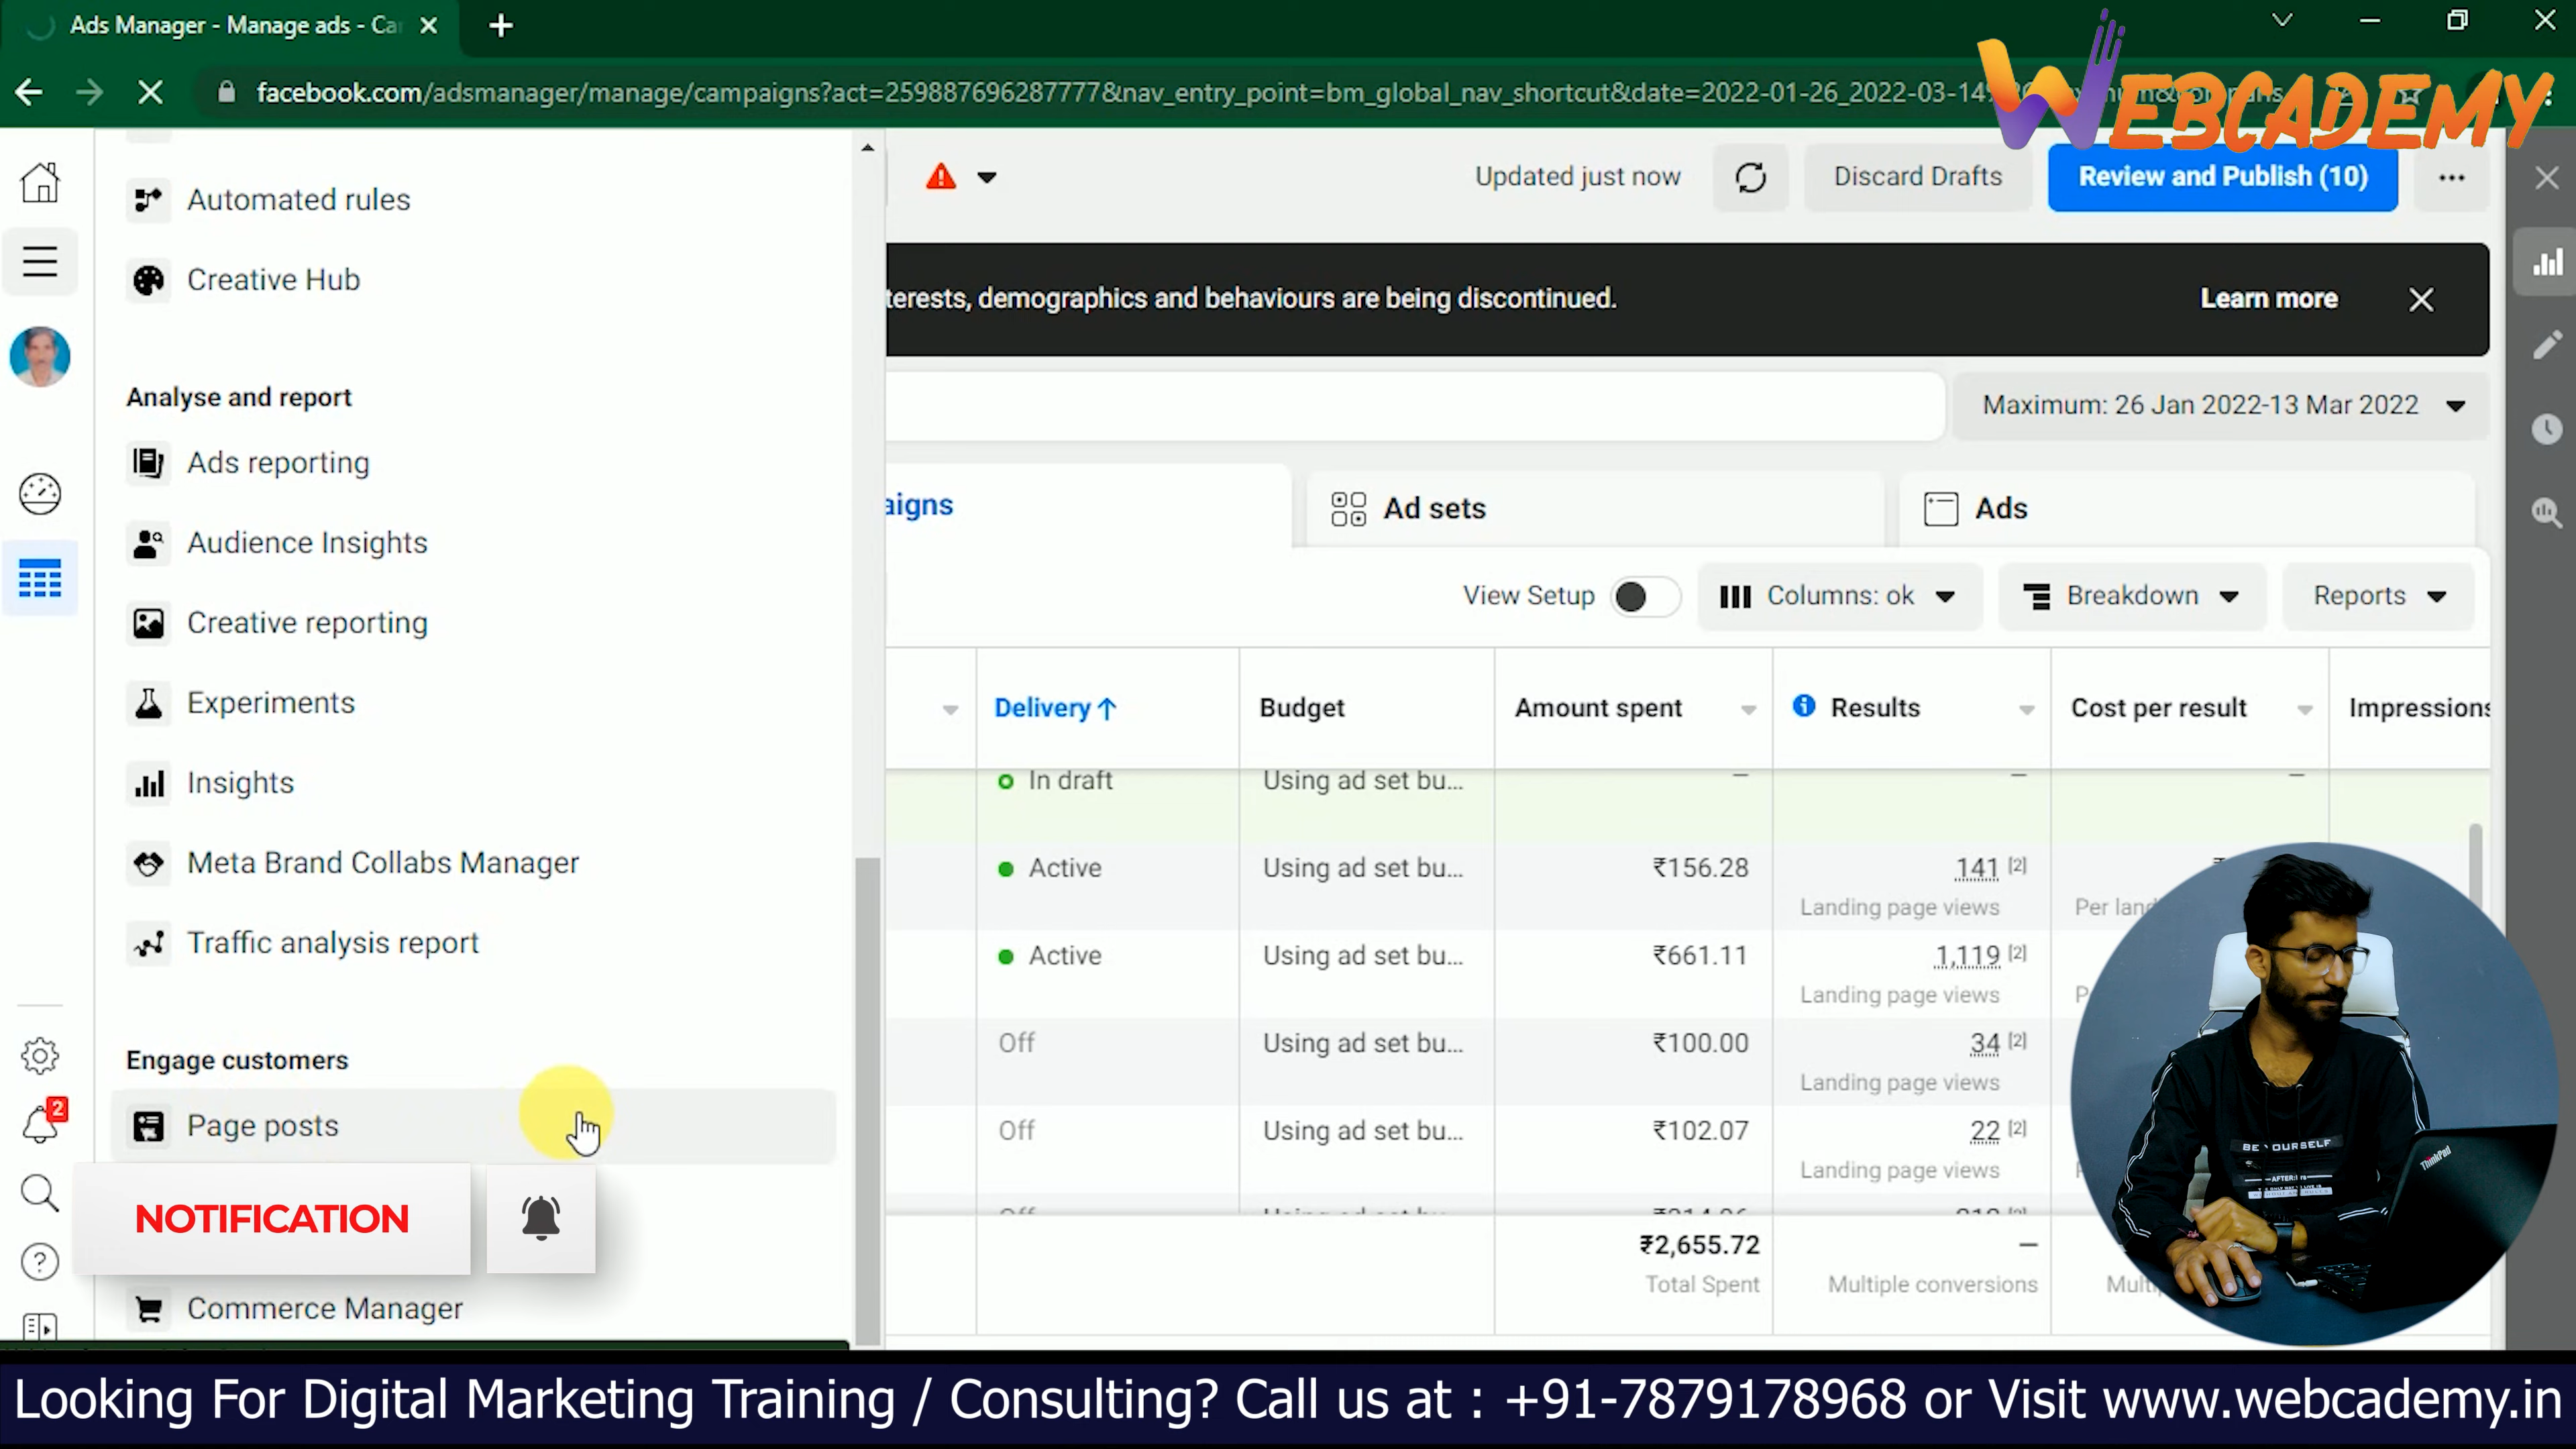 Ads Manager - Manage ads - Ca
facebook.com/adsmanager/manage/campaigns?act=259887696287777&nav_entry_point=bm_global_nav_shortcut&date=2022-01-26_2022-03-14
WEBCADEMY
Automated rules
Creative Hub
Analyse and report
Ads reporting
Audience Insights
Creative reporting
Experiments
Insights
Meta Brand Collabs Manager
Traffic analysis report
Engage customers
Page posts
2
NOTIFICATION
Commerce Manager
Updated just now
Discard Drafts
Review and Publish (10)
terests, demographics and behaviours are being discontinued.
Learn more
Maximum: 26 Jan 2022-13 Mar 2022
aigns
Ad sets
Ads
View Setup
Columns: ok
Breakdown
Reports
Delivery ↑ Budget Amount spent Results Cost per result Impressions
In draft Using ad set bu... – – –
Active Using ad set bu... ₹156.28 141 [2]
Landing page views Per land
Active Using ad set bu... ₹661.11 1,119 [2]
Landing page views P
Off Using ad set bu... ₹100.00 34 [2]
Landing page views
Off Using ad set bu... ₹102.07 22 [2]
Landing page views
₹2,655.72 –
Total Spent Multiple conversions Multi
ThinkPad
Looking For Digital Marketing Training / Consulting? Call us at : +91-7879178968 or Visit www.webcademy.in